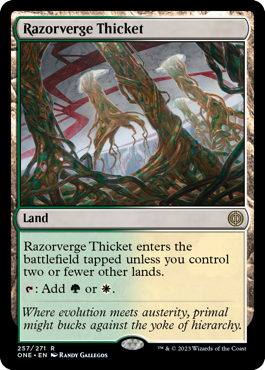 Razorverge Thicket
Land
Razorverge Thicket enters the
battlefield tapped unless you control
two or fewer other lands.
: Add or .
Where evolution meets austerity, primal
might bucks against the yoke of hierarchy.
257/271 R
ONE • EN Randy Gallegos
™ & © 2023 Wizards of the Coast